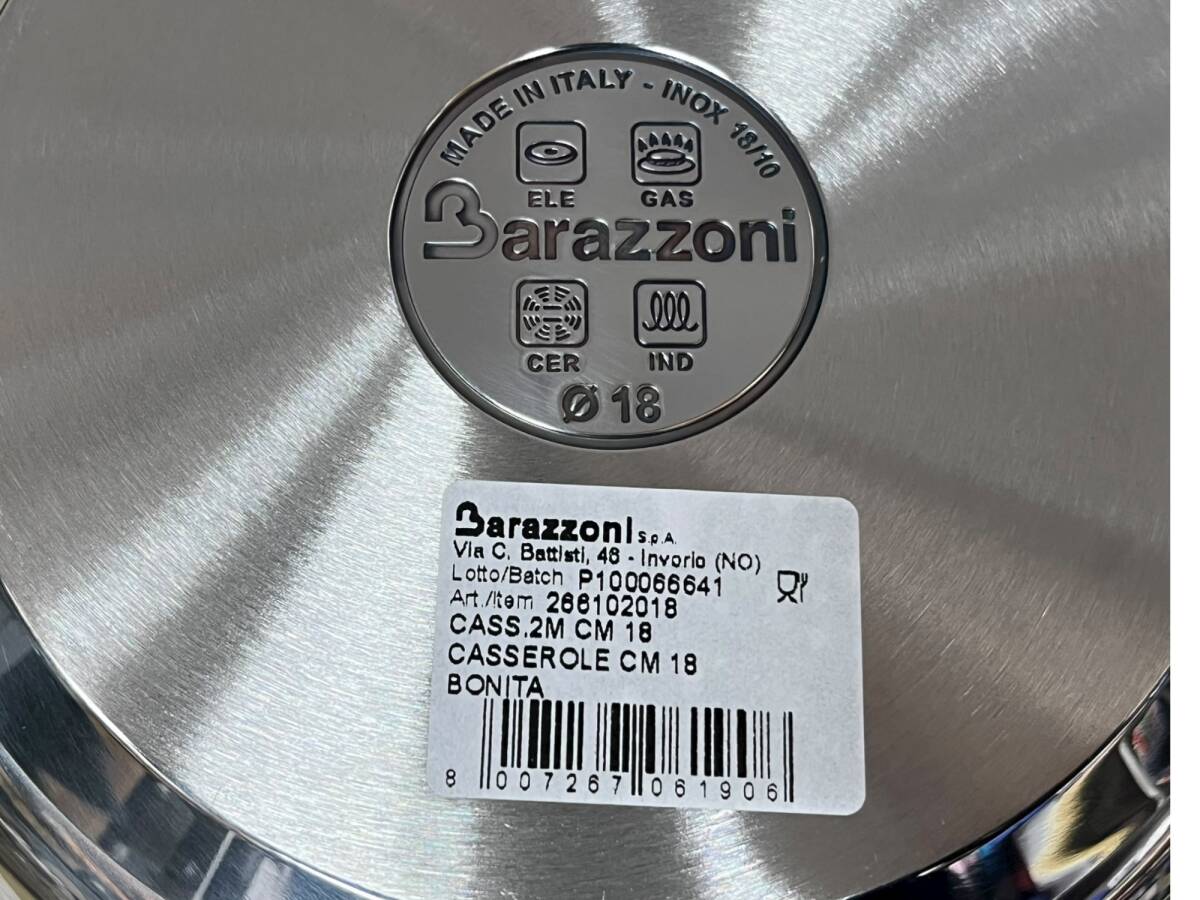 MADE IN ITALY - INOX 18/10
ELE GAS
Barazzoni
CER IND
Ø 18
Barazzoni S.p.A.
Via C. Battisti, 46 - Invorio (NO)
Lotto/Batch P100066641
Art./Item 266102018
CASS.2M CM 18
CASSEROLE CM 18
BONITA
8 007267 061906